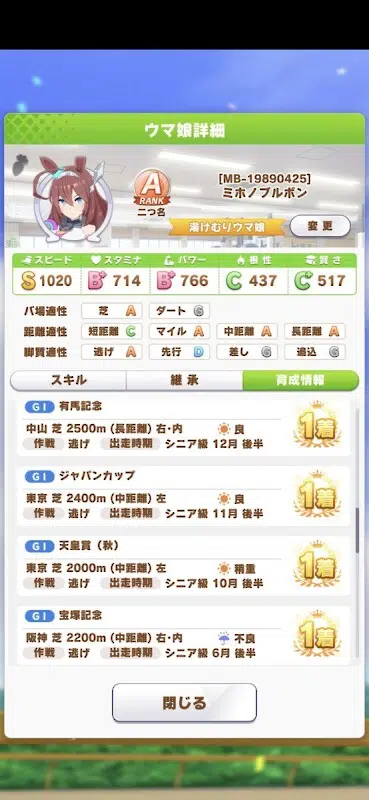 ウマ娘詳細
A
RANK
二つ名
[MB-19890425]
ミホノブルボン
湯けむりウマ娘
変更
スピード スタミナ パワー 根性 賢さ
S 1020 B+ 714 B+ 766 C 437 C+ 517
バ場適性 芝 A ダート G
距離適性 短距離 C マイル A 中距離 A 長距離 A
脚質適性 逃げ A 先行 D 差し G 追込 G
スキル 継承 育成情報
GI 有馬記念
中山 芝 2500m (長距離) 右・内 良
作戦 逃げ 出走時期 シニア級 12月 後半
1着
GI ジャパンカップ
東京 芝 2400m (中距離) 左 良
作戦 逃げ 出走時期 シニア級 11月 後半
1着
GI 天皇賞（秋）
東京 芝 2000m (中距離) 左 稍重
作戦 逃げ 出走時期 シニア級 10月 後半
1着
GI 宝塚記念
阪神 芝 2200m (中距離) 右・内 不良
作戦 逃げ 出走時期 シニア級 6月 後半
1着
閉じる